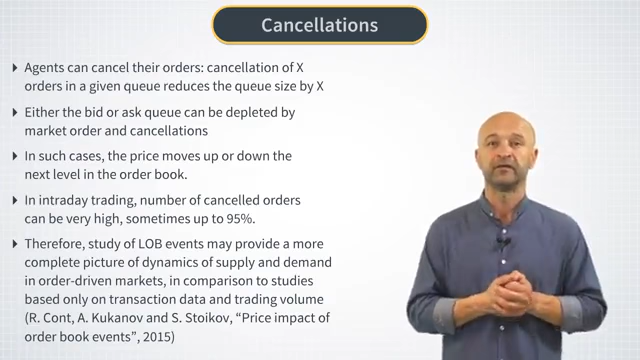 Cancellations
Agents can cancel their orders: cancellation of X
orders in a given queue reduces the queue size by X
Either the bid or ask queue can be depleted by
market order and cancellations
In such cases, the price moves up or down the
next level in the order book.
In intraday trading, number of cancelled orders
can be very high, sometimes up to 95%.
Therefore, study of LOB events may provide a more
complete picture of dynamics of supply and demand
in order-driven markets, in comparison to studies
based only on transaction data and trading volume
(R. Cont, A. Kukanov and S. Stoikov, “Price impact of
order book events”, 2015)